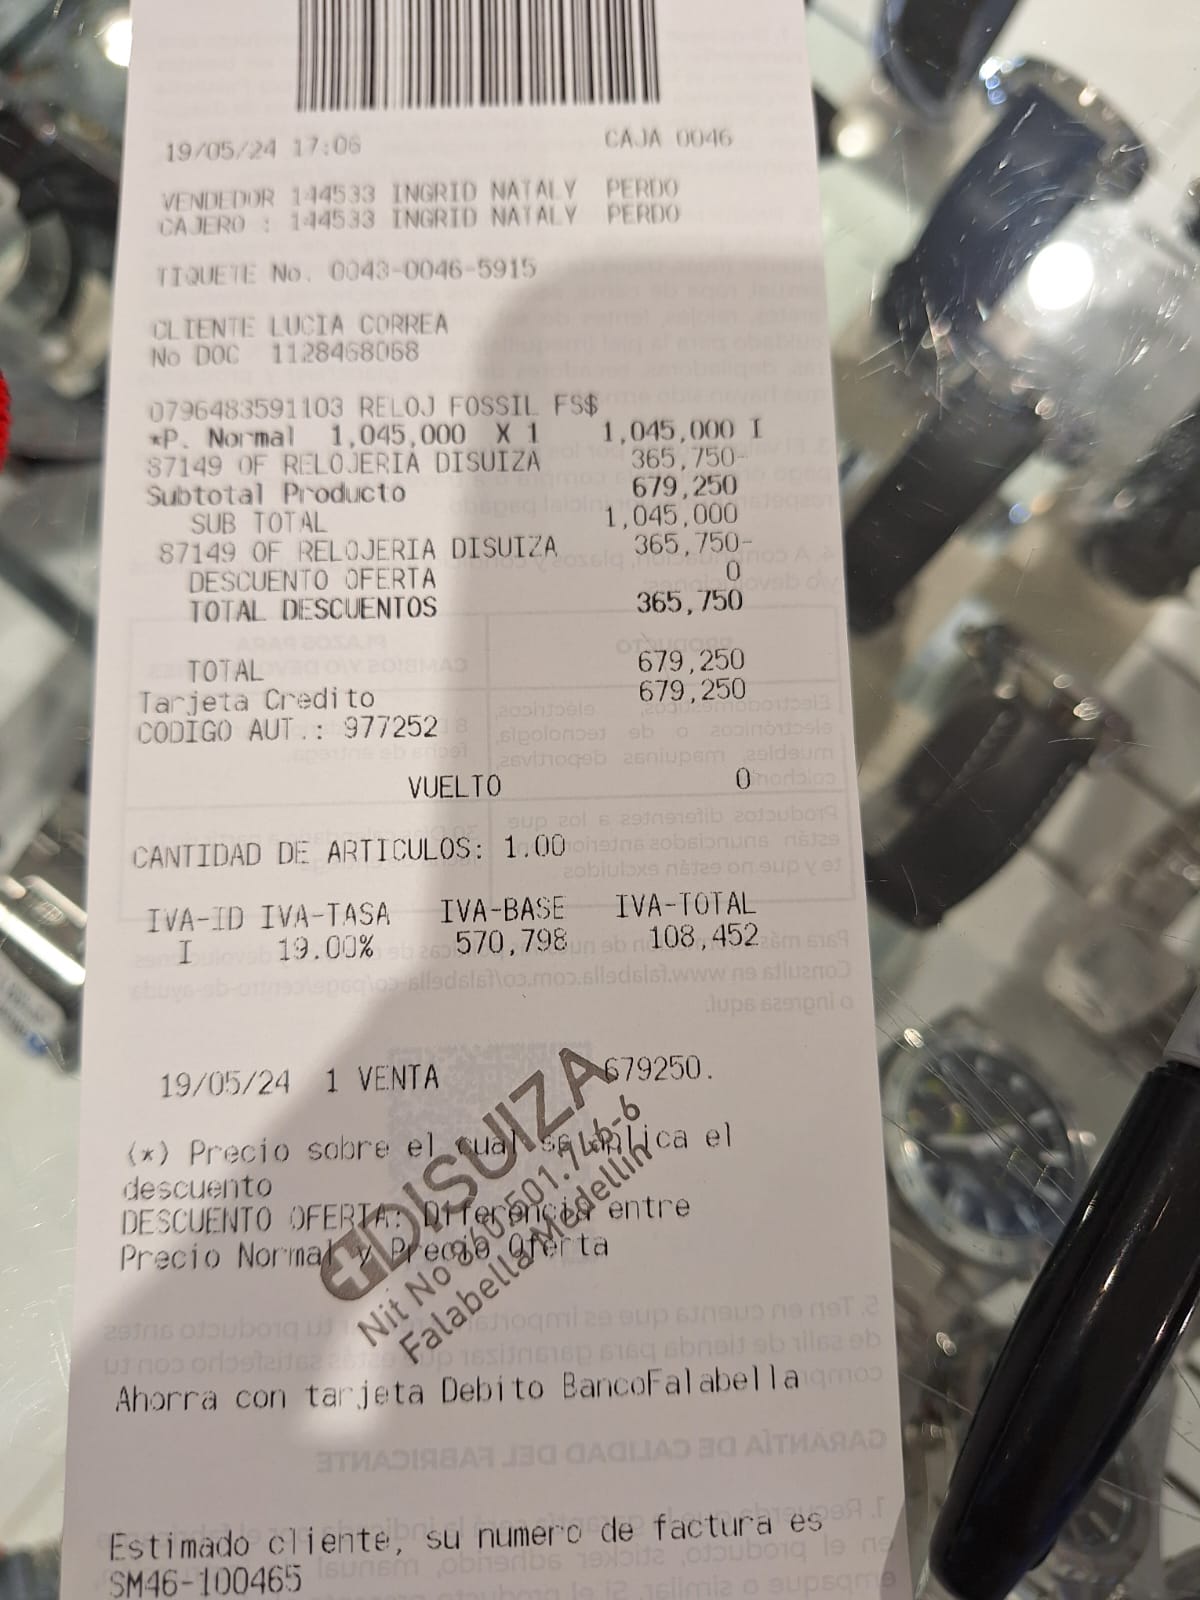 19/05/24 17:06 CAJA 0046
VENDEDOR 144533 INGRID NATALY PERDO
CAJERO : 144533 INGRID NATALY PERDO
TIQUETE No. 0043-0046-5915
CLIENTE LUCIA CORREA
No DOC 1128468068
0796483591103 RELOJ FOSSIL FS$
*P. Normal 1,045,000 X 1 1,045,000 I
87149 OF RELOJERIA DISUIZA 365,750-
Subtotal Producto 679,250
SUB TOTAL 1,045,000
87149 OF RELOJERIA DISUIZA 365,750-
DESCUENTO OFERTA 0
TOTAL DESCUENTOS 365,750
TOTAL 679,250
Tarjeta Credito 679,250
CODIGO AUT.: 977252
VUELTO 0
CANTIDAD DE ARTICULOS: 1.00
IVA-ID IVA-TASA IVA-BASE IVA-TOTAL
I 19.00% 570,798 108,452
19/05/24 1 VENTA 679250.
(*) Precio sobre el cual se aplica el
descuento
DESCUENTO OFERTA: Diferencia entre
Precio Normal y Precio Oferta
DISUIZA
Nit No 860.501.746-6
Falabella Medellin
Ahorra con tarjeta Debito BancoFalabella
Estimado cliente, su numero de factura es
SM46-100465